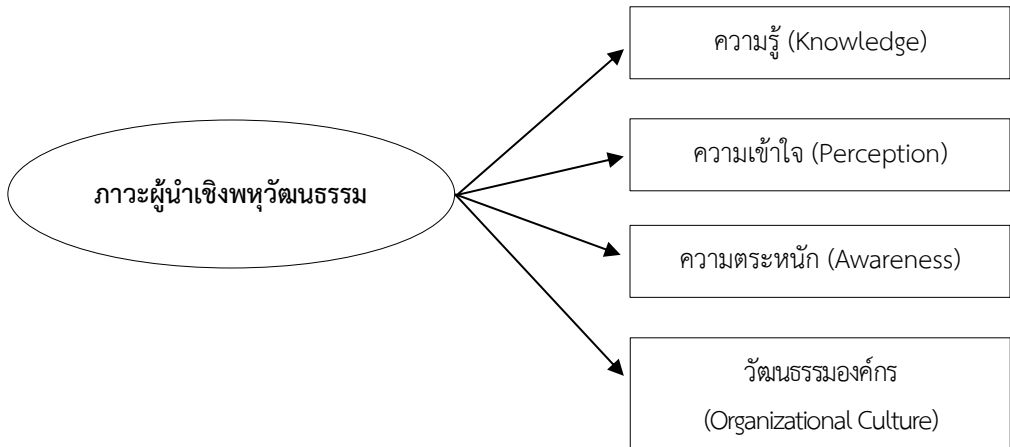 ภาวะผู้นำเชิงพหุวัฒนธรรม
ความรู้ (Knowledge)
ความเข้าใจ (Perception)
ความตระหนัก (Awareness)
วัฒนธรรมองค์กร
(Organizational Culture)